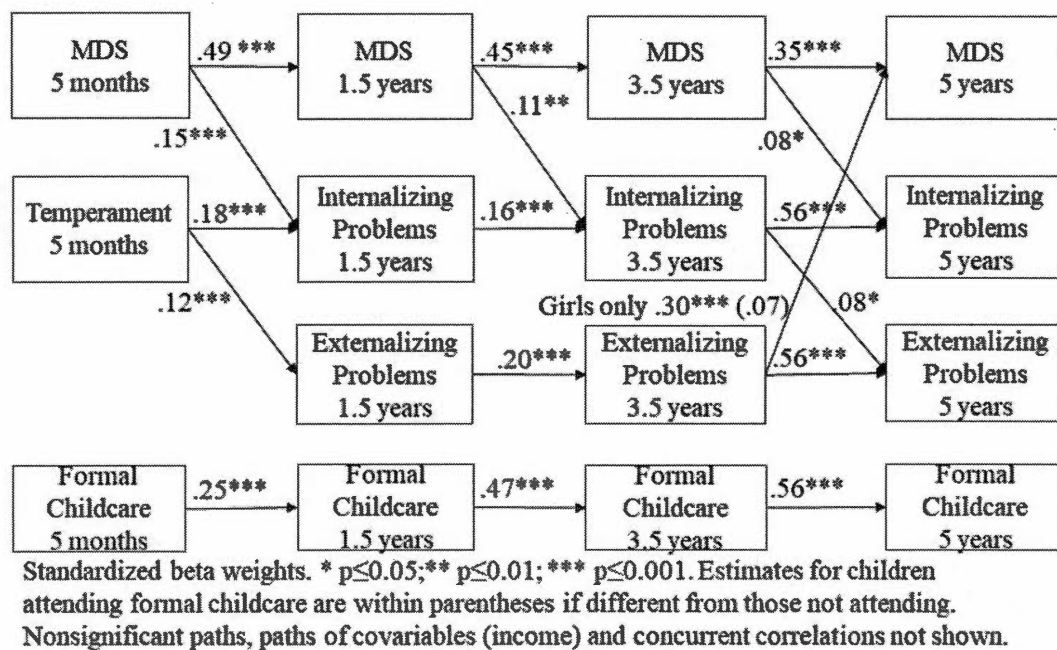 MDS
5 months
.49 ***
MDS
1.5 years
.45***
MDS
3.5 years
.35***
MDS
5 years
.15***
.11**
.08*
Temperament
5 months
.18***
Internalizing
Problems
1.5 years
.16***
Internalizing
Problems
3.5 years
.56***
Internalizing
Problems
5 years
.12***
Girls only .30*** (.07)
.08*
Externalizing
Problems
1.5 years
.20***
Externalizing
Problems
3.5 years
.56***
Externalizing
Problems
5 years
Formal
Childcare
5 months
.25***
Formal
Childcare
1.5 years
.47***
Formal
Childcare
3.5 years
.56***
Formal
Childcare
5 years
Standardized beta weights. * p≤0.05;** p≤0.01; *** p≤0.001. Estimates for children
attending formal childcare are within parentheses if different from those not attending.
Nonsignificant paths, paths of covariables (income) and concurrent correlations not shown.